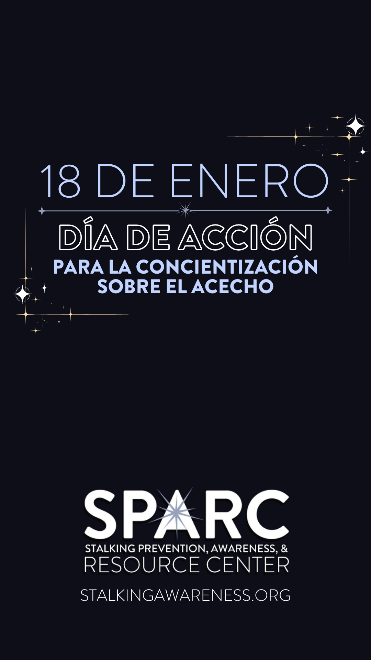 18 DE ENERO
DÍA DE ACCIÓN
PARA LA CONCIENTIZACIÓN
SOBRE EL ACECHO
SPARC
STALKING PREVENTION, AWARENESS, &
RESOURCE CENTER
STALKINGAWARENESS.ORG